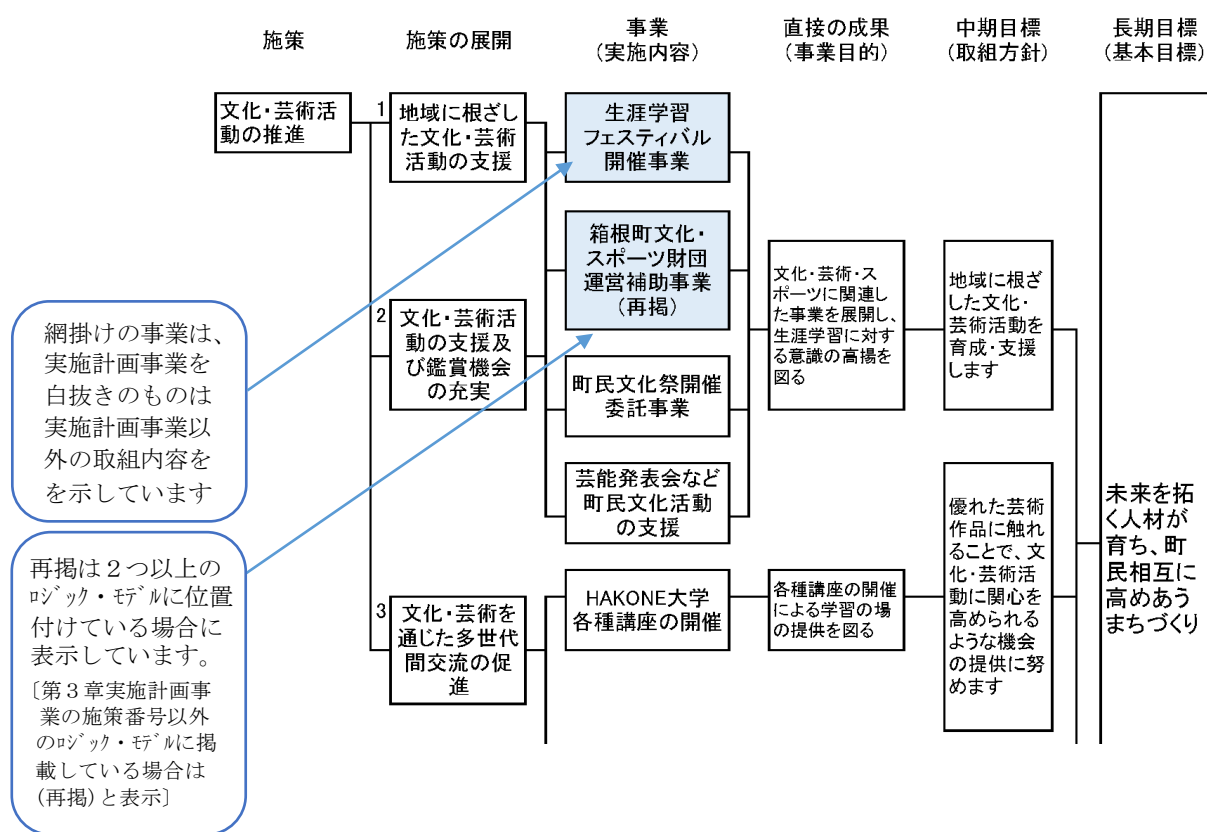 施策
施策の展開
事業
(実施内容)
直接の成果
(事業目的)
中期目標
(取組方針)
長期目標
(基本目標)
文化・芸術活
動の推進
1
地域に根ざし
た文化・芸術
活動の支援
生涯学習
フェスティバル
開催事業
箱根町文化・
スポーツ財団
運営補助事業
(再掲)
2
文化・芸術活
動の支援及
び鑑賞機会
の充実
町民文化祭開催
委託事業
芸能発表会など
町民文化活動
の支援
文化・芸術・ス
ポーツに関連し
た事業を展開し、
生涯学習に対す
る意識の高揚を
図る
地域に根ざ
した文化・
芸術活動を
育成・支援
します
3
文化・芸術を
通じた多世代
間交流の促
進
HAKONE大学
各種講座の開催
各種講座の開催
による学習の場
の提供を図る
優れた芸術
作品に触れ
ることで、文
化・芸術活
動に関心を
高められる
ような機会
の提供に努
めます
未来を拓
く人材が
育ち、町
民相互に
高めあう
まちづくり
網掛けの事業は、
実施計画事業を
白抜きのものは
実施計画事業以
外の取組内容を
を示しています
再掲は２つ以上の
ﾛｼﾞｯｸ・ﾓﾃﾞﾙに位置
付けている場合に
表示しています。
〔第３章実施計画事
業の施策番号以外
のﾛｼﾞｯｸ・ﾓﾃﾞﾙに掲
載している場合は
(再掲)と表示〕